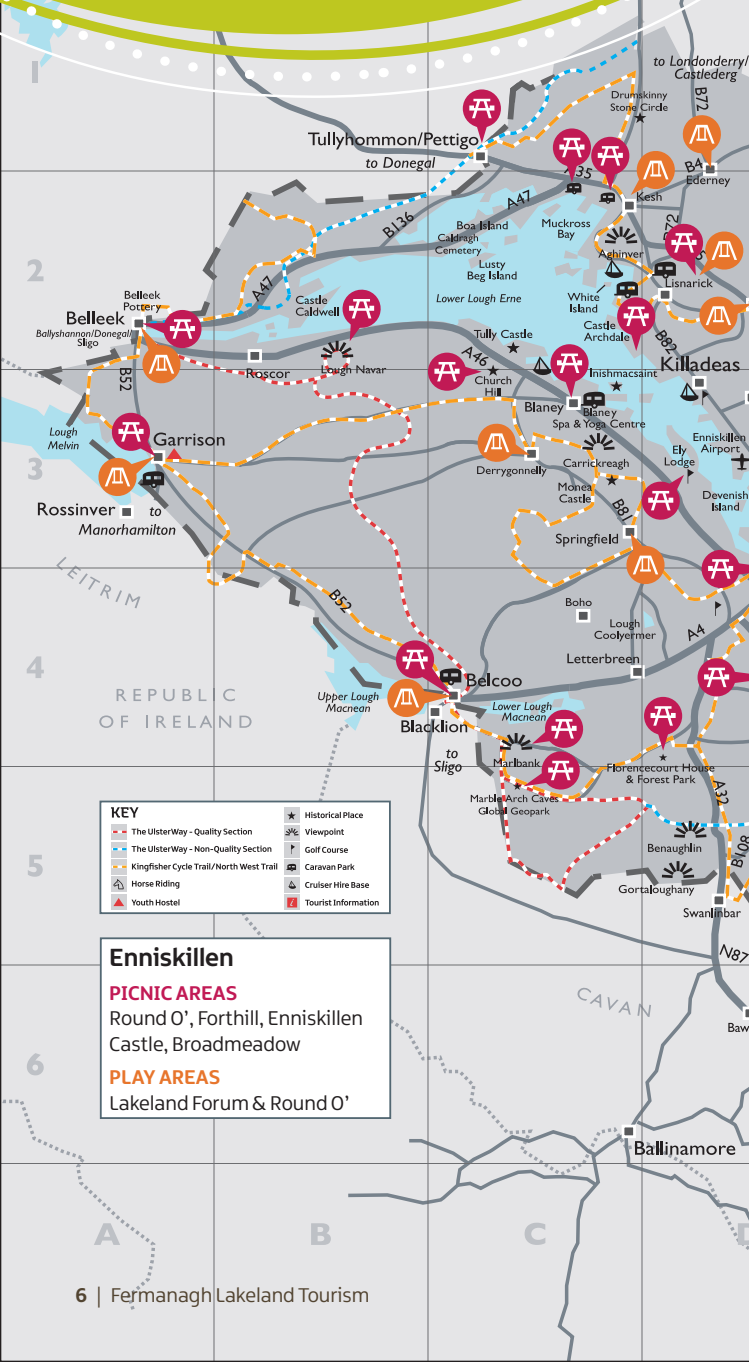 1
to Londonderry/
Castlederg
Drumskinny
Stone Circle
B72
Tullyhommon/Pettigo
to Donegal
A35
B4
Ederney
Kesh
A47
B136
Boa Island
Caldragh
Cemetery
Muckross
Bay
B72
Aghinver
2
Lusty
Beg Island
A47
Lisnarick
Belleek
Pottery
Castle
Caldwell
Lower Lough Erne
White
Island
Belleek
Ballyshannon/Donegal/
Sligo
Castle
Archdale
B82
Tully Castle
Killadeas
Roscor
Lough Navar
A46
Church
Hill
Inishmacsaint
B52
Blaney
Blaney
Spa & Yoga Centre
Lough
Melvin
Garrison
Enniskillen
Airport
3
Derrygonnelly
Carrickreagh
Ely
Lodge
Monea
Castle
Devenish
Island
Rossinver
to
Manorhamilton
B81
Springfield
LEITRIM
B52
Boho
Lough
Coolyermer
A4
Letterbreen
4
REPUBLIC
OF IRELAND
Upper Lough
Macnean
Belcoo
Lower Lough
Macnean
Blacklion
to
Sligo
Marlbank
Florencecourt House
& Forest Park
Marble Arch Caves
Global Geopark
A32
KEY
The UlsterWay - Quality Section
The UlsterWay - Non-Quality Section
Kingfisher Cycle Trail/North West Trail
Horse Riding
Youth Hostel
Historical Place
Viewpoint
Golf Course
Caravan Park
Cruiser Hire Base
i Tourist Information
5
Benaughlin
B108
Gortaloughany
Swanlinbar
N87
Enniskillen
PICNIC AREAS
Round O', Forthill, Enniskillen
Castle, Broadmeadow
PLAY AREAS
Lakeland Forum & Round O'
CAVAN
Baw
6
Ballinamore
A
B
C
D
6 | Fermanagh Lakeland Tourism